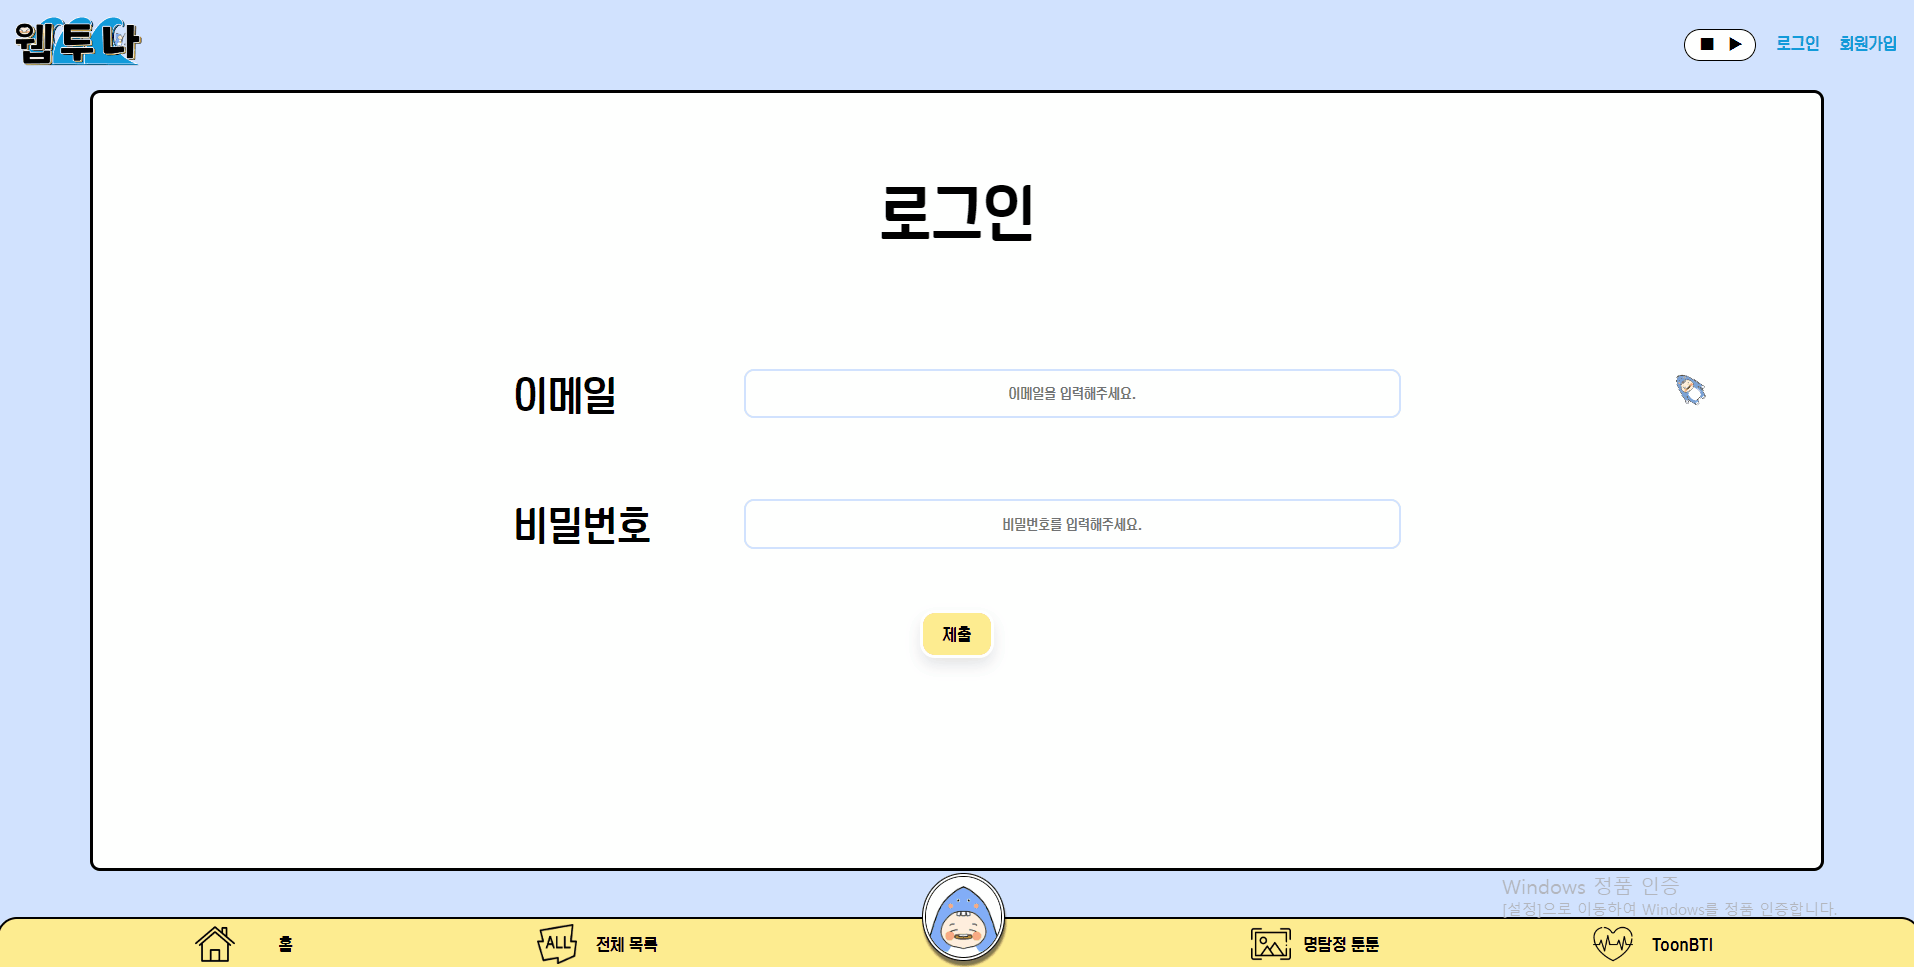 웹투나
로그인 회원가입
로그인
이메일 이메일을 입력해주세요.
비밀번호 비밀번호를 입력해주세요.
제출
Windows 정품 인증
[설정]으로 이동하여 Windows를 정품 인증합니다.
홈 ALL 전체 목록 명탐정 툰툰 ToonBTI